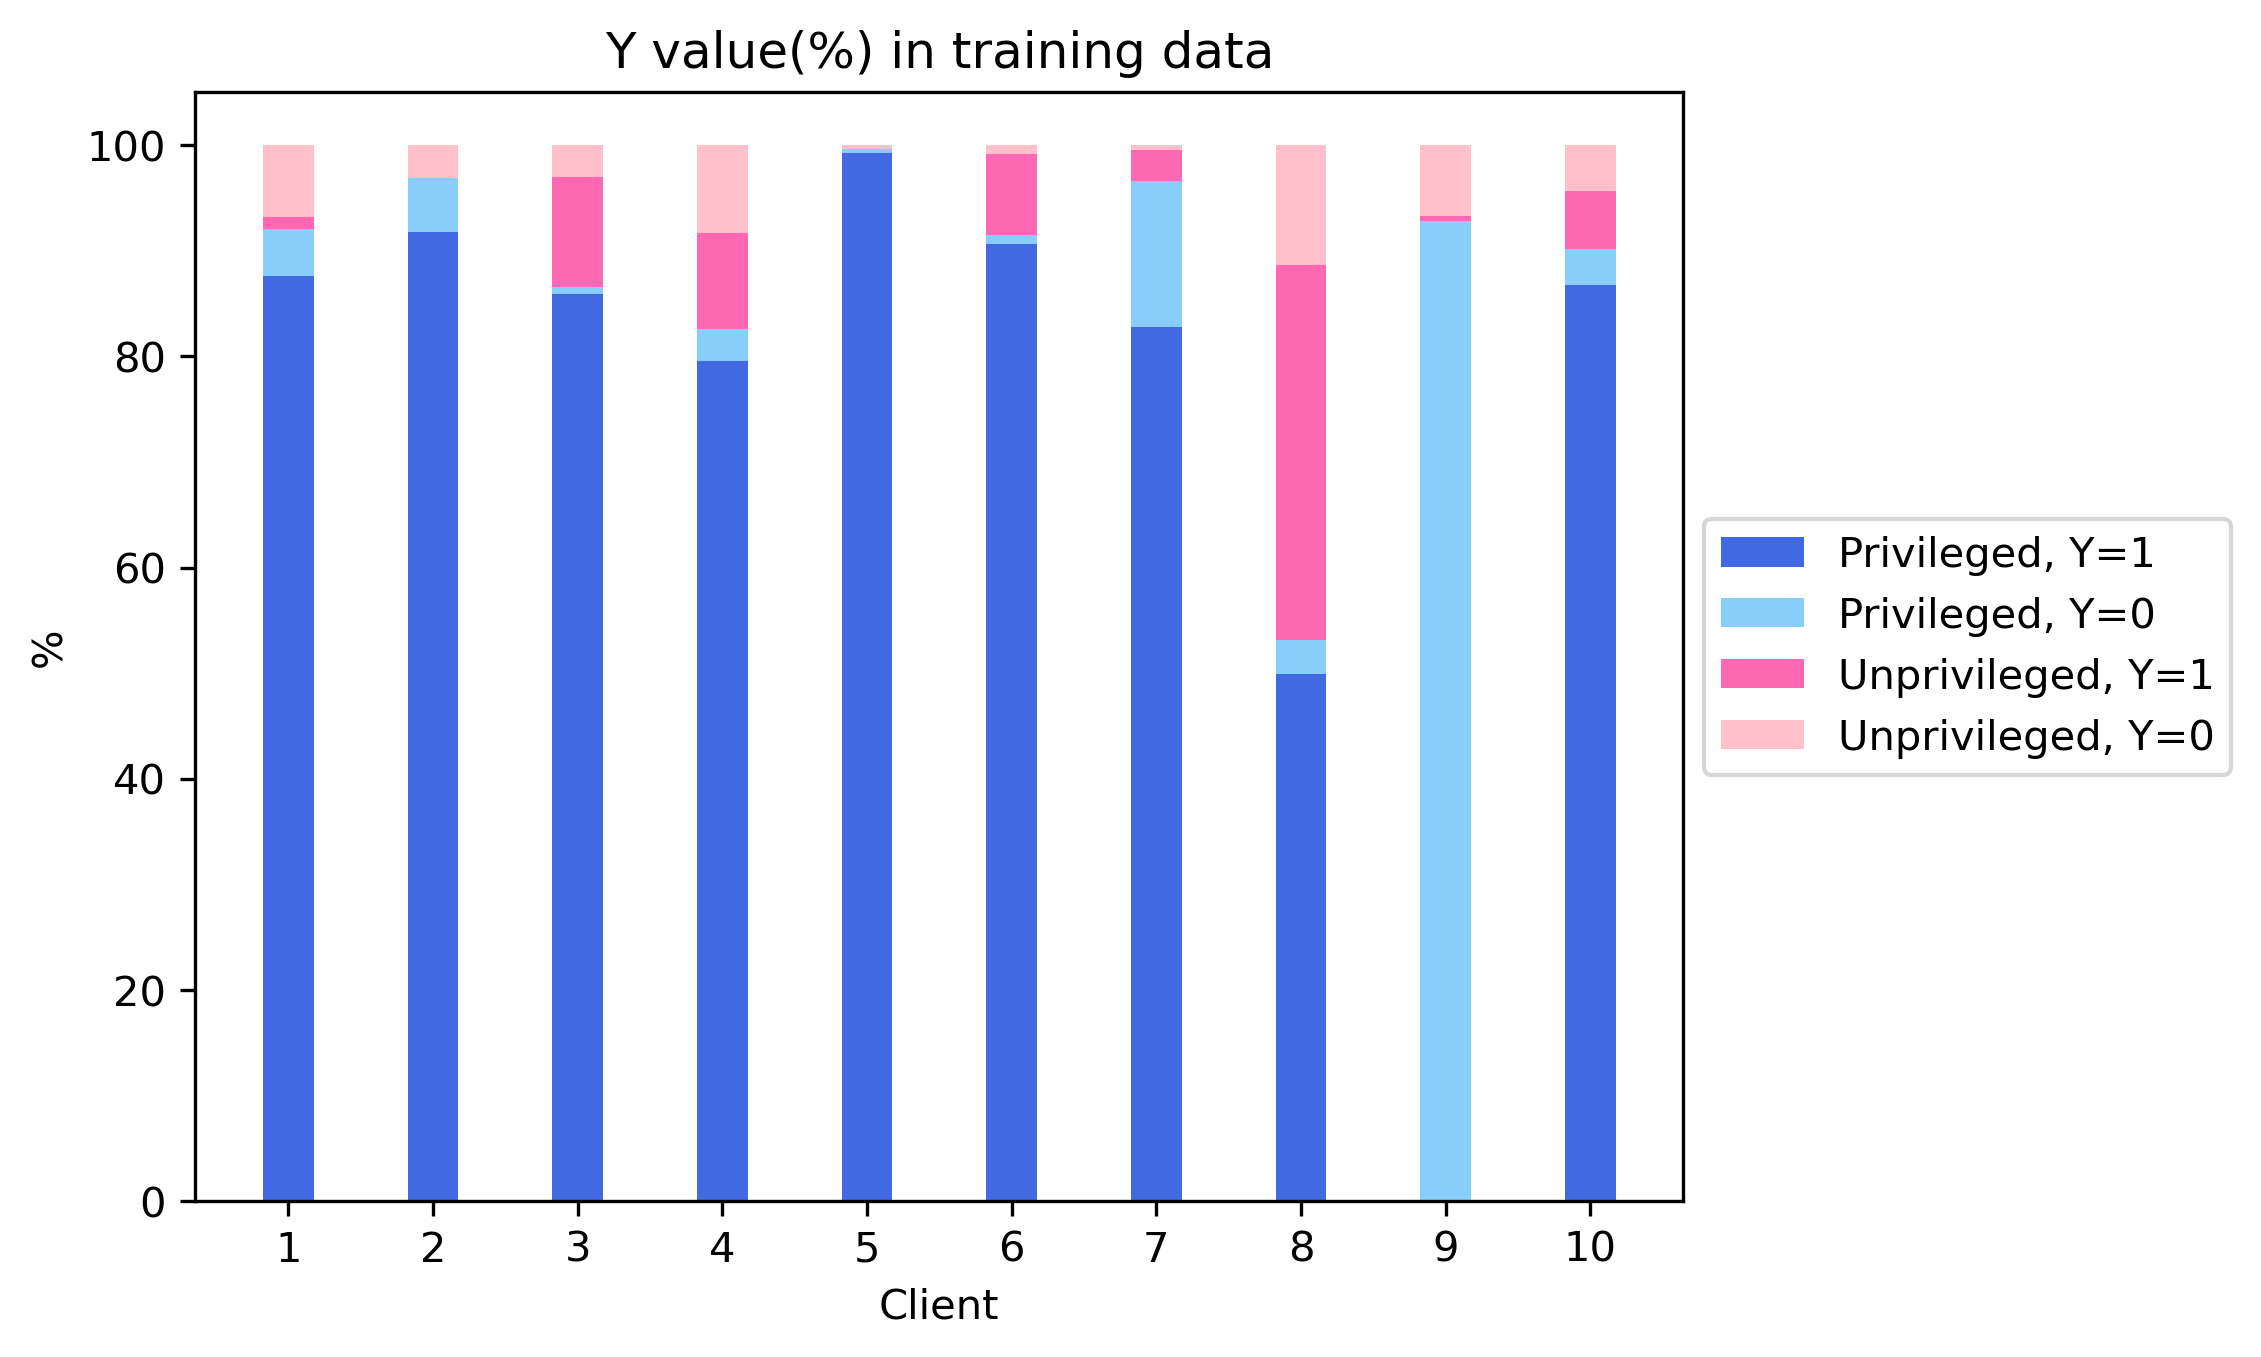 Y value(%) in training data
100
80
60
40
20
0
%
1 2 3 4 5 6 7 8 9 10
Client
Privileged, Y=1
Privileged, Y=0
Unprivileged, Y=1
Unprivileged, Y=0